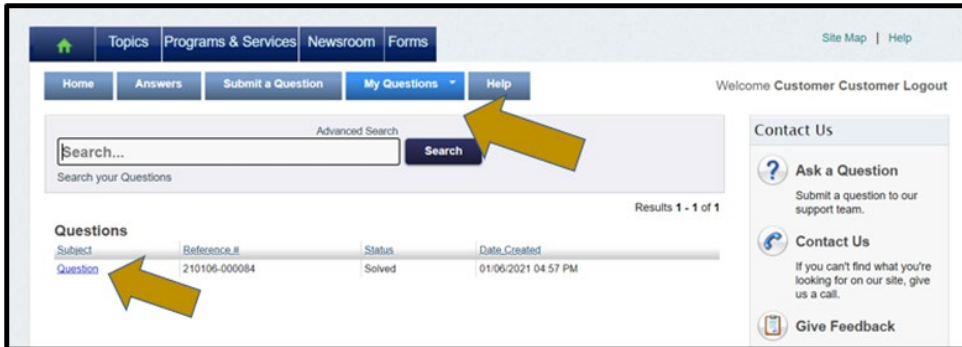 Topics Programs & Services Newsroom Forms
Site Map | Help
Home Answers Submit a Question My Questions Help
Welcome Customer Customer Logout
Advanced Search
Search...
Search
Search your Questions
Results 1 - 1 of 1
Questions
Subject Reference # Status Date Created
Question 210106-000084 Solved 01/06/2021 04:57 PM
Contact Us
Ask a Question
Submit a question to our
support team.
Contact Us
If you can't find what you're
looking for on our site, give
us a call.
Give Feedback